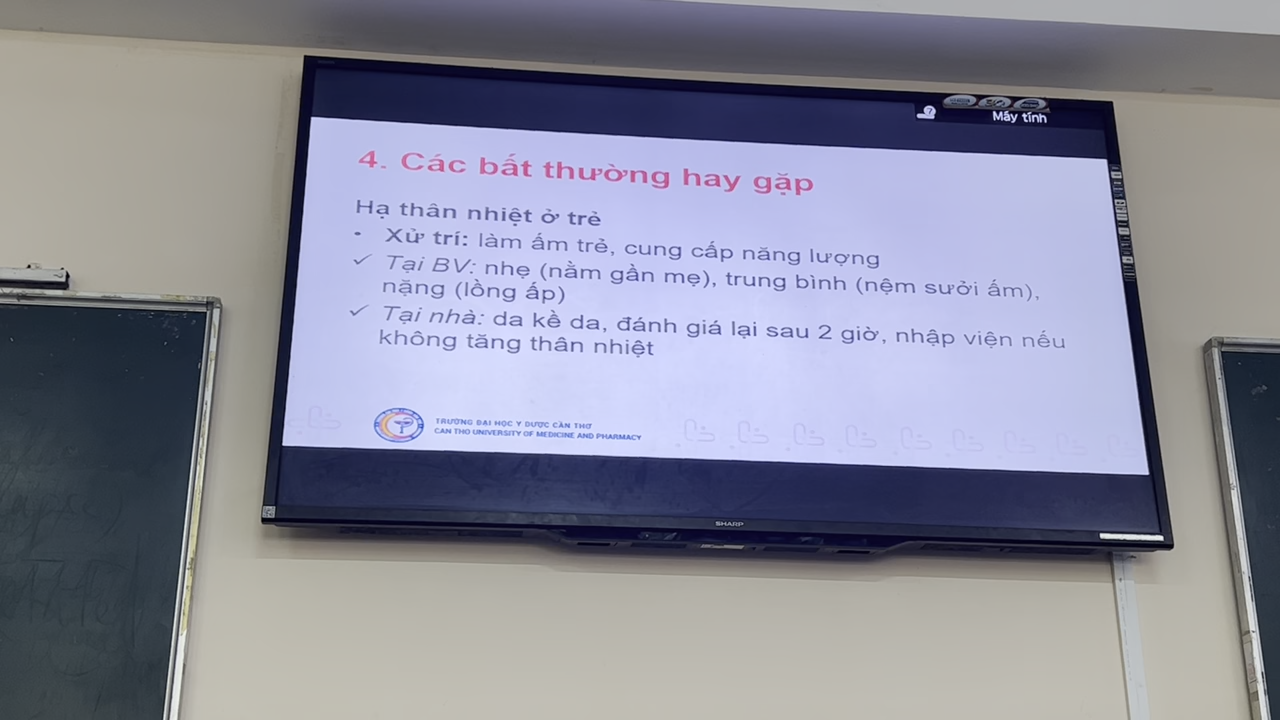 Máy tính
4. Các bất thường hay gặp
Hạ thân nhiệt ở trẻ
• Xử trí: làm ấm trẻ, cung cấp năng lượng
✓ Tại BV: nhẹ (nằm gần mẹ), trung bình (nệm sưởi ấm),
nặng (lồng ấp)
✓ Tại nhà: da kề da, đánh giá lại sau 2 giờ, nhập viện nếu
không tăng thân nhiệt
TRƯỜNG ĐẠI HỌC Y DƯỢC CẦN THƠ
CAN THO UNIVERSITY OF MEDICINE AND PHARMACY
SHARP